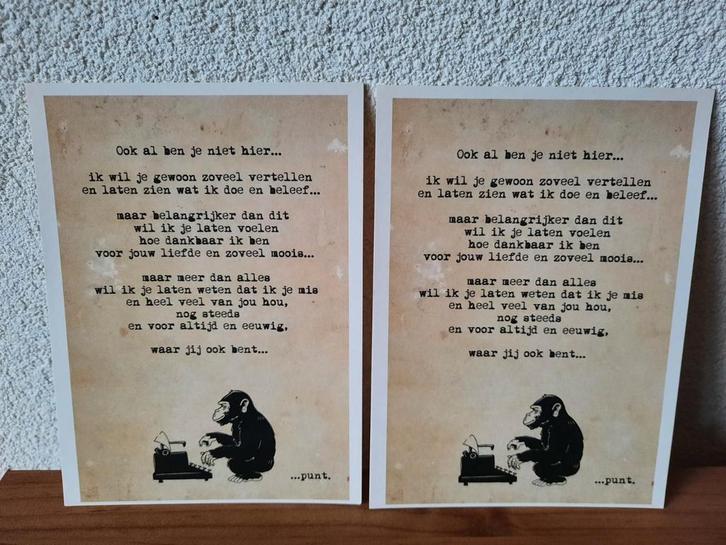 Ook al ben je niet hier...
ik wil je gewoon zoveel vertellen
en laten zien wat ik doe en beleef...
maar belangrijker dan dit
wil ik je laten voelen
hoe dankbaar ik ben
voor jouw liefde en zoveel moois...
maar meer dan alles
wil ik je laten weten dat ik je mis
en heel veel van jou hou,
nog steeds
en voor altijd en eeuwig,
waar jij ook bent...
...punt.
Ook al ben je niet hier...
ik wil je gewoon zoveel vertellen
en laten zien wat ik doe en beleef...
maar belangrijker dan dit
wil ik je laten voelen
hoe dankbaar ik ben
voor jouw liefde en zoveel moois...
maar meer dan alles
wil ik je laten weten dat ik je mis
en heel veel van jou hou,
nog steeds
en voor altijd en eeuwig,
waar jij ook bent...
...punt.